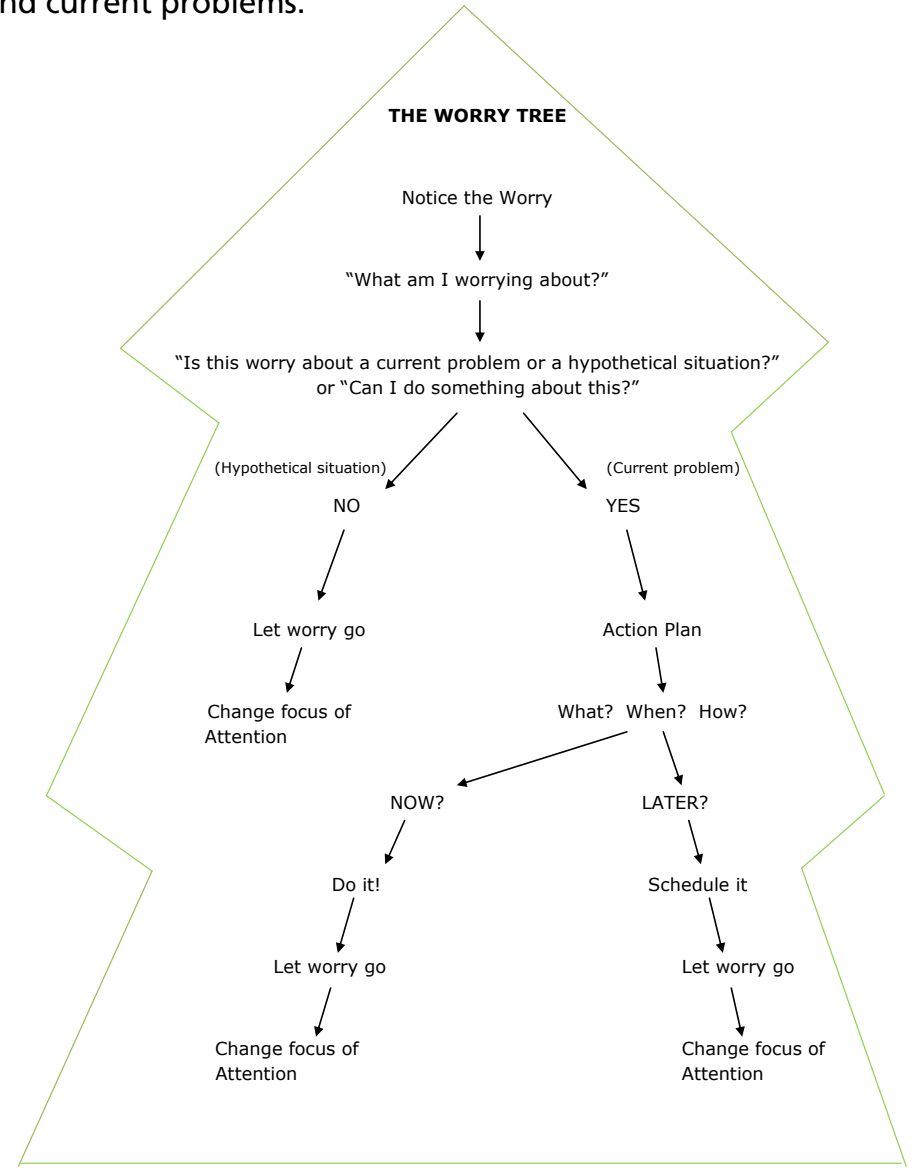 nd current problems.
THE WORRY TREE
Notice the Worry
“What am I worrying about?”
“Is this worry about a current problem or a hypothetical situation?”
or “Can I do something about this?”
(Hypothetical situation) (Current problem)
NO YES
Let worry go Action Plan
Change focus of What? When? How?
Attention
NOW? LATER?
Do it! Schedule it
Let worry go Let worry go
Change focus of Change focus of
Attention Attention